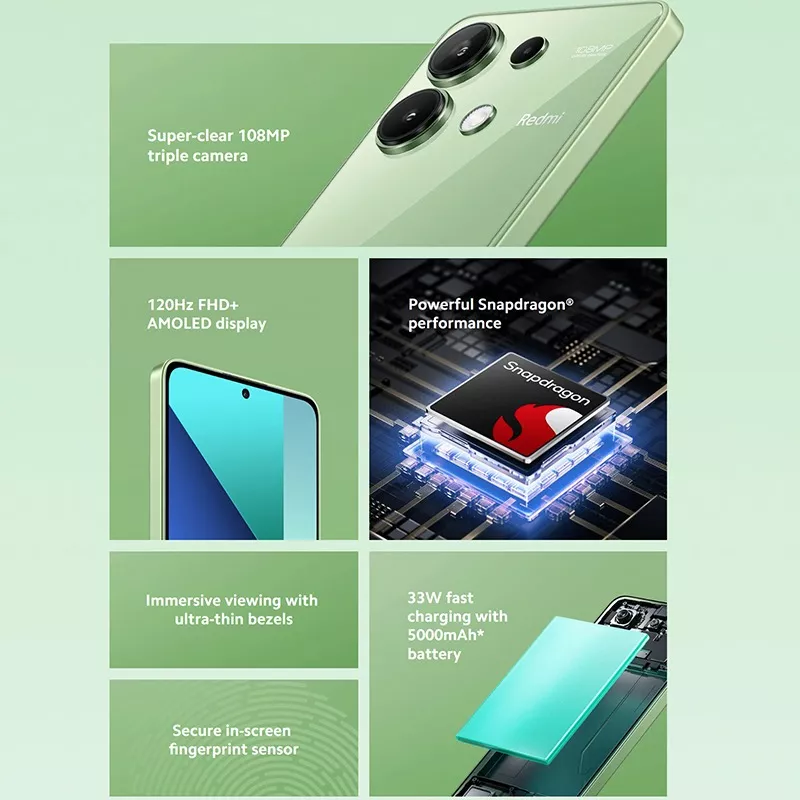 108MP
Redmi
Super-clear 108MP
triple camera
120Hz FHD+
AMOLED display
Powerful Snapdragon®
performance
Snapdragon
Immersive viewing with
ultra-thin bezels
33W fast
charging with
5000mAh*
battery
Secure in-screen
fingerprint sensor